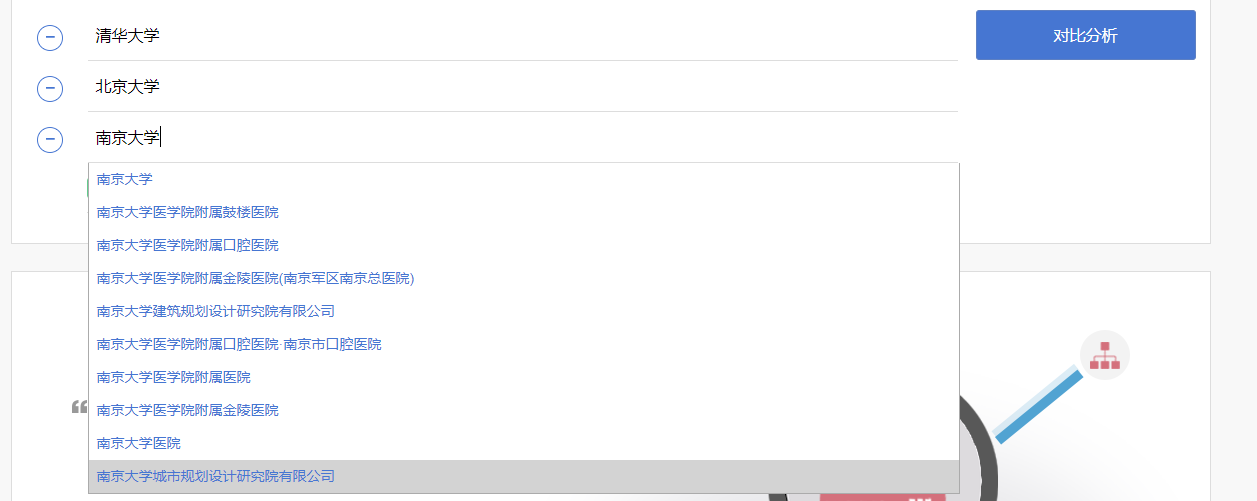 清华大学
对比分析
北京大学
南京大学
南京大学
南京大学医学院附属鼓楼医院
南京大学医学院附属口腔医院
南京大学医学院附属金陵医院(南京军区南京总医院)
南京大学建筑规划设计研究院有限公司
南京大学医学院附属口腔医院·南京市口腔医院
南京大学医学院附属医院
南京大学医学院附属金陵医院
南京大学医院
南京大学城市规划设计研究院有限公司